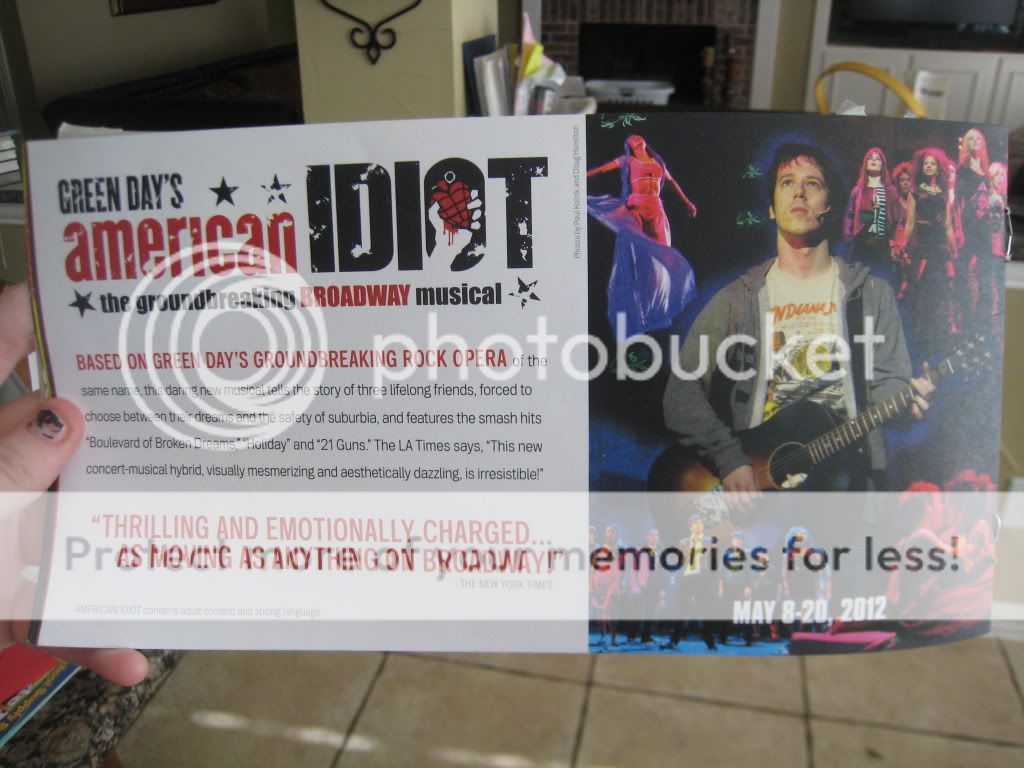 GREEN DAY'S
american IDIOT
the groundbreaking BROADWAY musical
BASED ON GREEN DAY'S GROUNDBREAKING ROCK OPERA of the
same name, this daring new musical tells the story of three lifelong friends, forced to
choose between their dreams and the safety of suburbia, and features the smash hits
"Boulevard of Broken Dreams," "Holiday" and "21 Guns." The LA Times says, "This new
concert-musical hybrid, visually mesmerizing and aesthetically dazzling, is irresistible!"
"THRILLING AND EMOTIONALLY CHARGED...
AS MOVING AS ANYTHING ON BROADWAY!"
- THE NEW YORK TIMES
AMERICAN IDIOT contains adult content and strong language.
Photos by Paul Kolnik and Doug Hamilton
INDIANA
MAY 8-20, 2012
photobucket
Protect more of your memories for less!